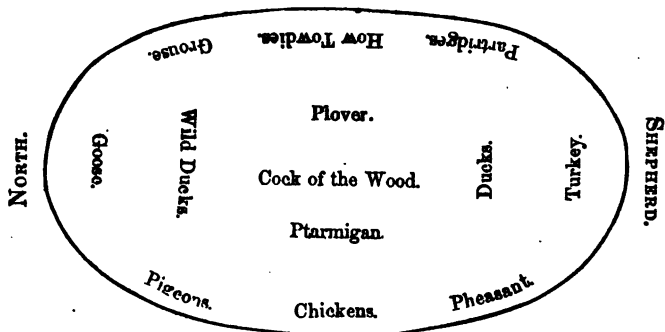 Grouse.
How Towdies.
Partridges.
NORTH.
Goose.
Wild Ducks.
Plover.
Cock of the Wood.
Ptarmigan.
Ducks.
Turkey.
SHEPHERD.
Pigeons.
Chickens.
Pheasant.